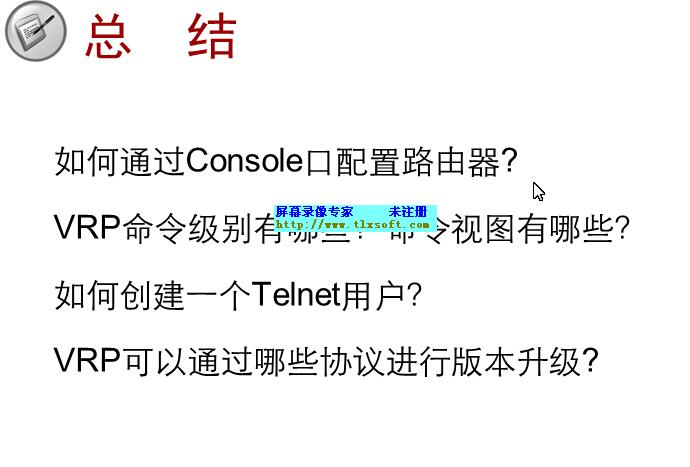 总 结
如何通过Console口配置路由器?
屏幕录像专家 未注册
http://www.tlxsoft.com
VRP命令级别有哪些? 命令视图有哪些?
如何创建一个Telnet用户?
VRP可以通过哪些协议进行版本升级?